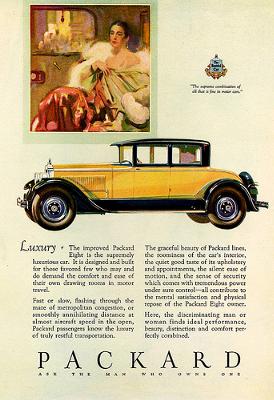 The
Boxed
Car
"The supreme combination of
all that is fine in motor cars."
Luxury • The improved Packard
Eight is the supremely
luxurious car. It is designed and built
for those favored few who may and
do demand the comfort and ease of
their own drawing rooms in motor
travel.
Fast or slow, flashing through the
maze of metropolitan congestion, or
smoothly annihilating distance at
almost aircraft speed in the open,
Packard passengers know the luxury
of truly restful transportation.
The graceful beauty of Packard lines,
the roominess of the car's interior,
the quiet good taste of its upholstery
and appointments, the silent ease of
motion, and the sense of security
which comes with tremendous power
under sure control—all contribute to
the mental satisfaction and physical
repose of the Packard Eight owner.
Here, the discriminating man or
woman finds ideal performance,
beauty, distinction and comfort per-
fectly combined.
PACKARD
ASK THE MAN WHO OWNS ONE